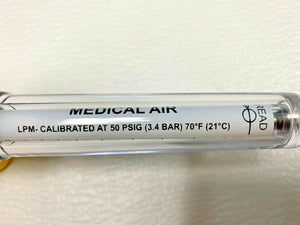 MEDICAL AIR
LPM- CALIBRATED AT 50 PSIG (3.4 BAR) 70°F (21°C)
READ